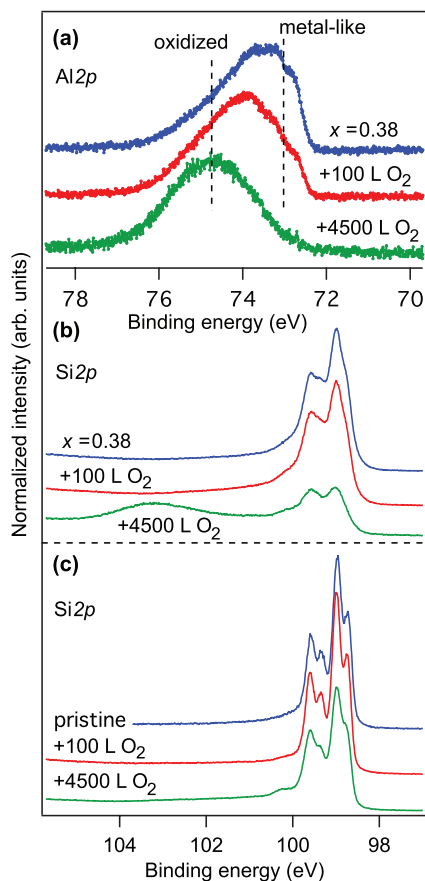 (a)
oxidized
metal-like
Al2p
x = 0.38
+100 L O2
+4500 L O2
78 76 74 72 70
Binding energy (eV)
Normalized intensity (arb. units)
(b)
Si2p
x = 0.38
+100 L O2
+4500 L O2
(c)
Si2p
pristine
+100 L O2
+4500 L O2
104 102 100 98
Binding energy (eV)